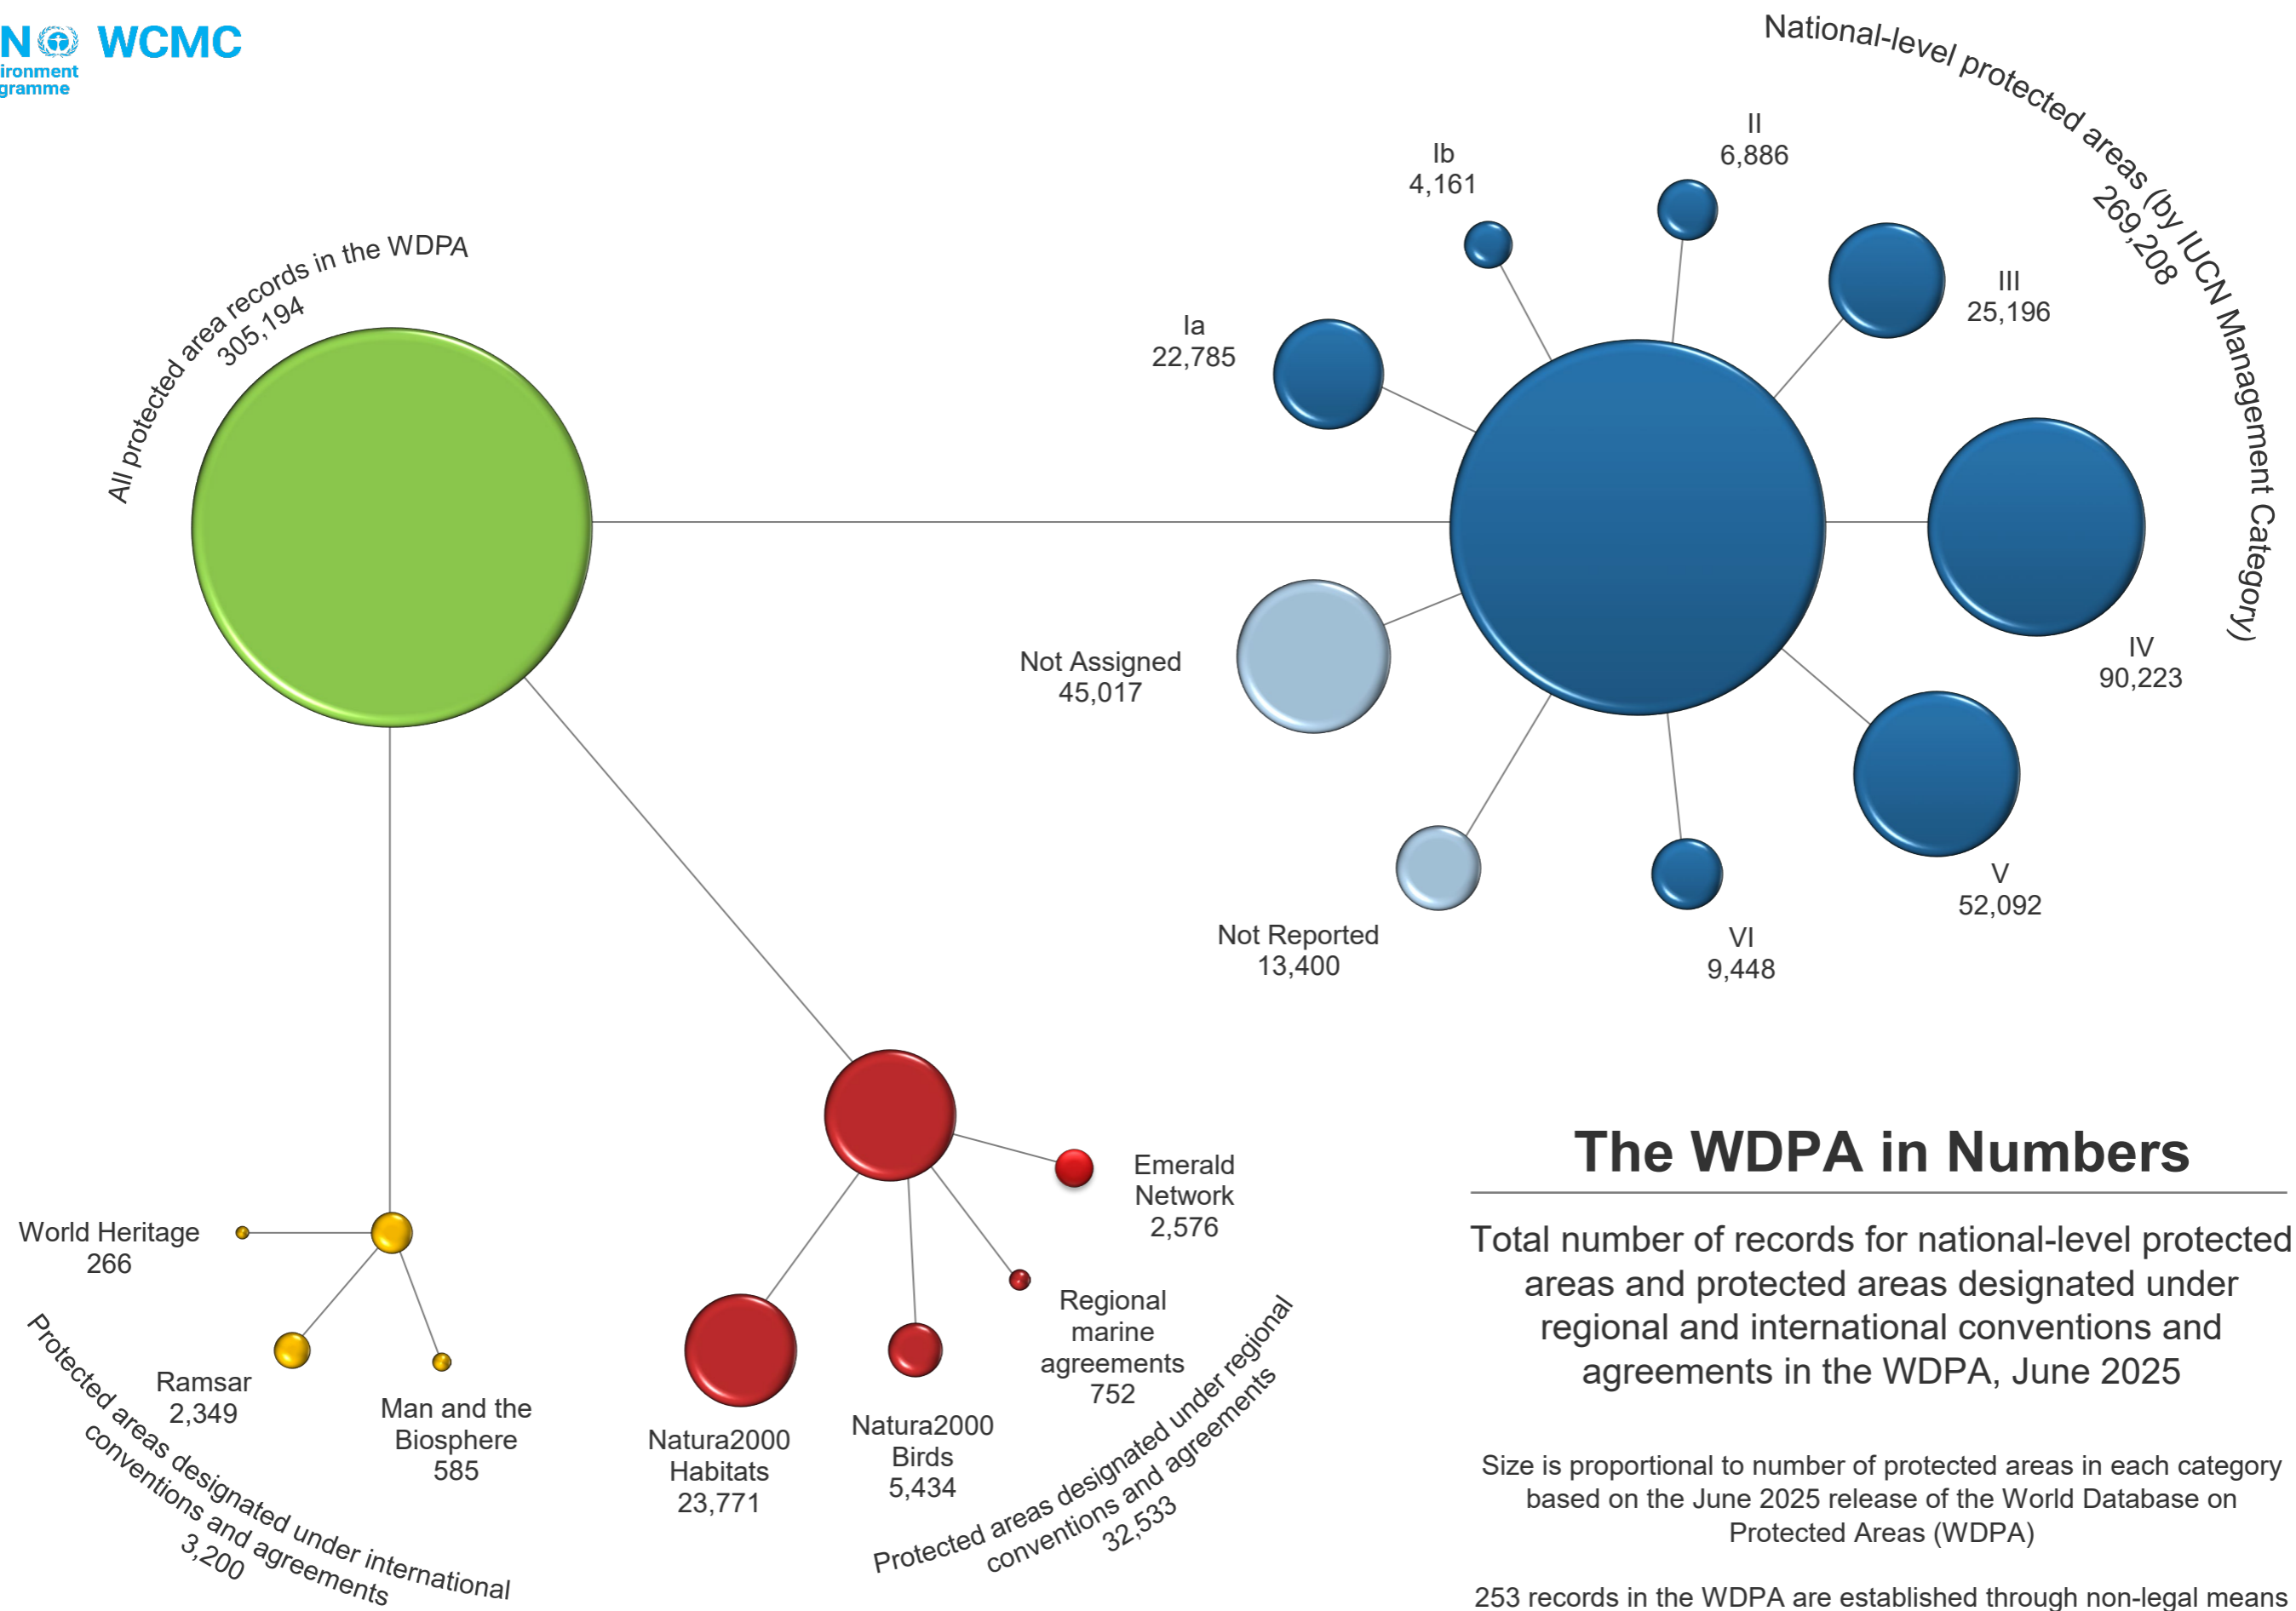 WCMC
All protected area records in the WDPA
305,194
National-level protected areas (by IUCN Management Category)
269,208
Ib
4,161
II
6,886
III
25,196
Ia
22,785
IV
90,223
Not Assigned
45,017
V
52,092
Not Reported
13,400
VI
9,448
World Heritage
266
Ramsar
2,349
Man and the
Biosphere
585
Protected areas designated under international
conventions and agreements
3,200
Emerald
Network
2,576
Regional
marine
agreements
752
Natura2000
Birds
5,434
Natura2000
Habitats
23,771
Protected areas designated under regional
conventions and agreements
32,533
The WDPA in Numbers
Total number of records for national-level protected
areas and protected areas designated under
regional and international conventions and
agreements in the WDPA, June 2025
Size is proportional to number of protected areas in each category
based on the June 2025 release of the World Database on
Protected Areas (WDPA)
253 records in the WDPA are established through non-legal means